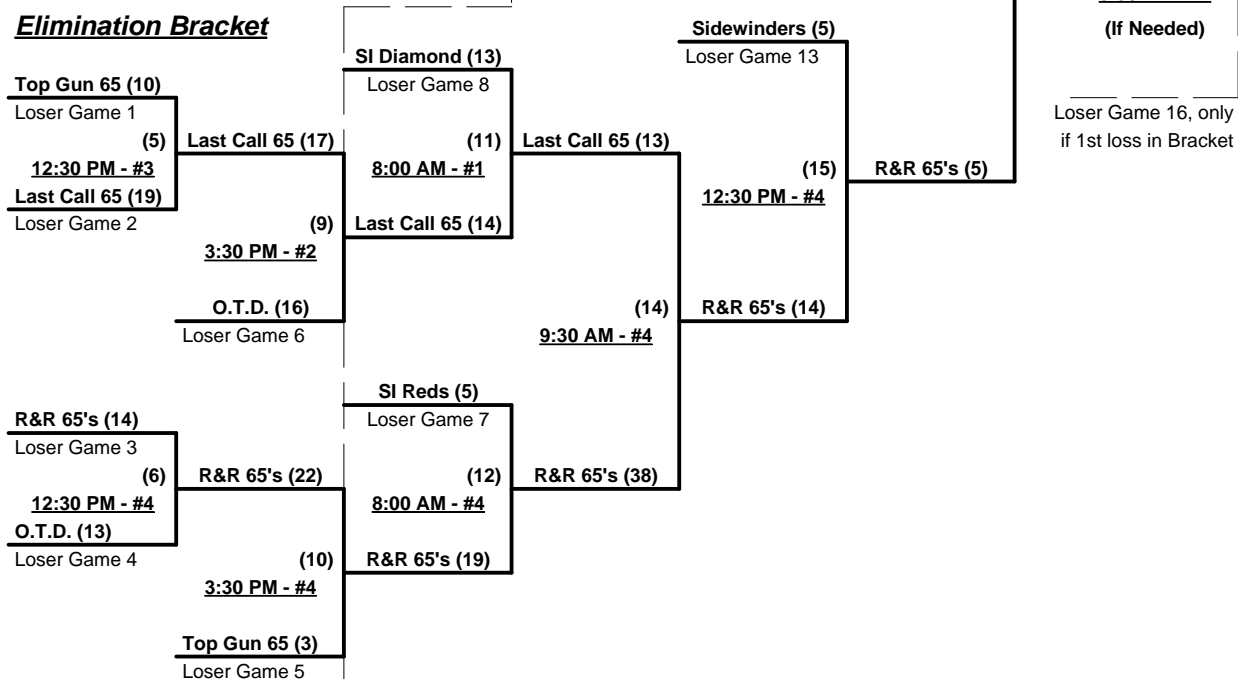 Elimination Bracket
Sidewinders (5)
(If Needed)
SI Diamond (13)
Loser Game 13
Top Gun 65 (10)
Loser Game 8
Loser Game 1
Loser Game 16, only
(5)
Last Call 65 (17)
(11)
Last Call 65 (13)
if 1st loss in Bracket
12:30 PM - #3
8:00 AM - #1
(15)
R&R 65's (5)
Last Call 65 (19)
12:30 PM - #4
Loser Game 2
(9)
Last Call 65 (14)
3:30 PM - #2
O.T.D. (16)
(14)
R&R 65's (14)
Loser Game 6
9:30 AM - #4
SI Reds (5)
R&R 65's (14)
Loser Game 7
Loser Game 3
(6)
R&R 65's (22)
(12)
R&R 65's (38)
12:30 PM - #4
8:00 AM - #4
O.T.D. (13)
Loser Game 4
(10)
R&R 65's (19)
3:30 PM - #4
Top Gun 65 (3)
Loser Game 5